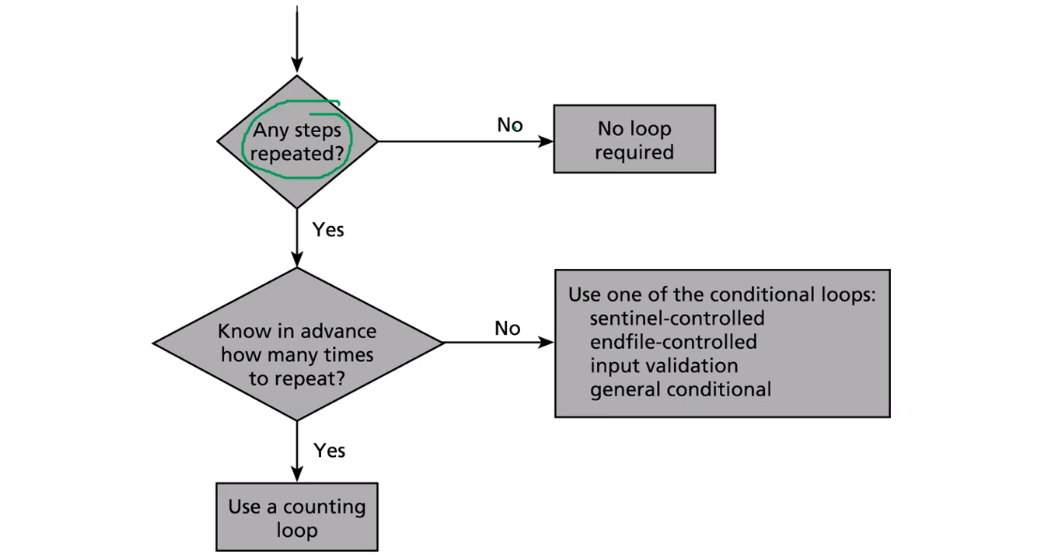 Any steps
repeated?
No
No loop
required
Yes
Know in advance
how many times
to repeat?
No
Use one of the conditional loops:
sentinel-controlled
endfile-controlled
input validation
general conditional
Yes
Use a counting
loop